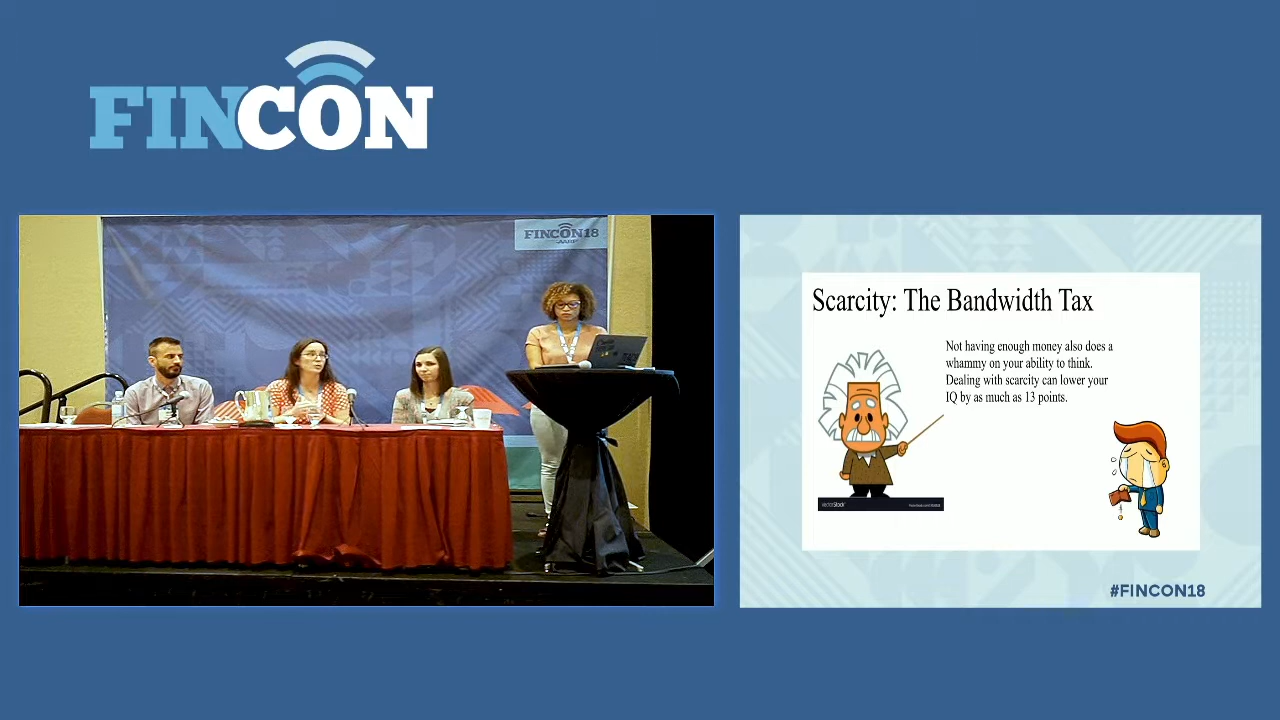 FINCON
FINCON18
Scarcity: The Bandwidth Tax
Not having enough money also does a
whammy on your ability to think.
Dealing with scarcity can lower your
IQ by as much as 13 points.
VectorStock
#FINCON18